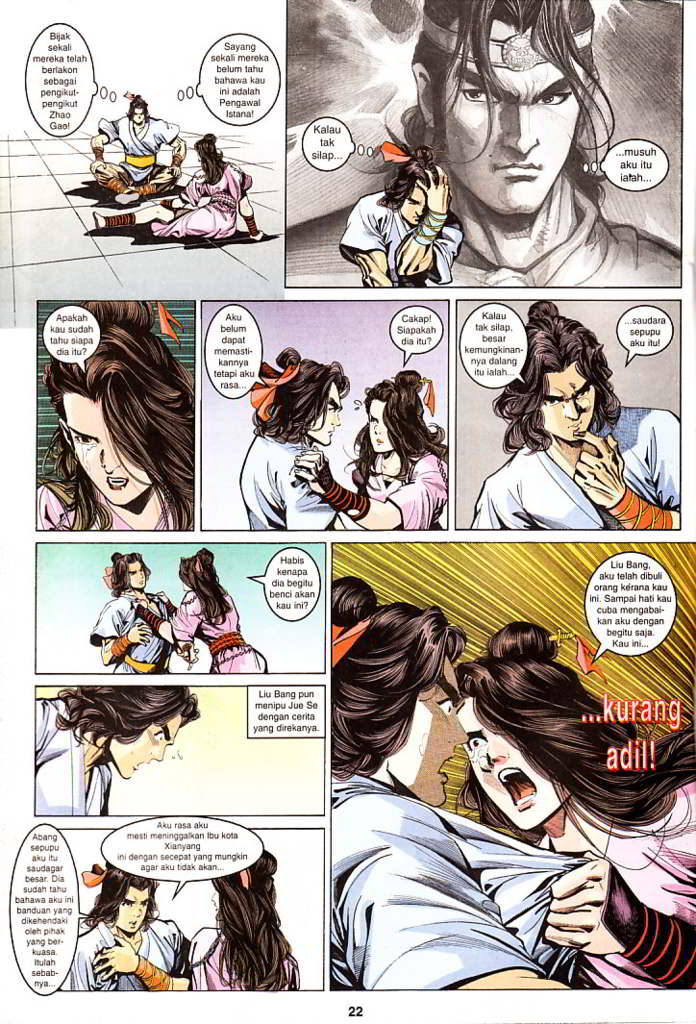 Bijak
sekali
mereka telah
berlakon
sebagai
pengikut-
pengikut
Zhao
Gao!
Sayang
sekali mereka
belum tahu
bahawa kau
ini adalah
Pengawal
Istana!
Kalau
tak
silap...
...musuh
aku itu
ialah...
Apakah
kau sudah
tahu siapa
dia itu?
Aku
belum
dapat
memasti-
kannya
tetapi aku
rasa...
Cakap!
Siapakah
dia itu?
Kalau
tak silap,
besar
kemungkinan-
nya dalang
itu ialah...
...saudara
sepupu
aku itu!
Habis
kenapa
dia begitu
benci akan
kau ini?
Liu Bang,
aku telah dibuli
orang kerana kau
ini. Sampai hati kau
cuba mengabai-
kan aku dengan
begitu saja.
Kau ini...
...kurang
adil!
Liu Bang pun
menipu Jue Se
dengan cerita
yang direkanya.
Abang
sepupu
aku itu
saudagar
besar. Dia
sudah tahu
bahawa aku ini
banduan yang
dikehendaki
oleh pihak
yang ber-
kuasa.
Itulah
sebab-
nya...
Aku rasa aku
mesti meninggalkan Ibu kota
Xianyang
ini dengan secepat yang mungkin
agar aku tidak akan...
22